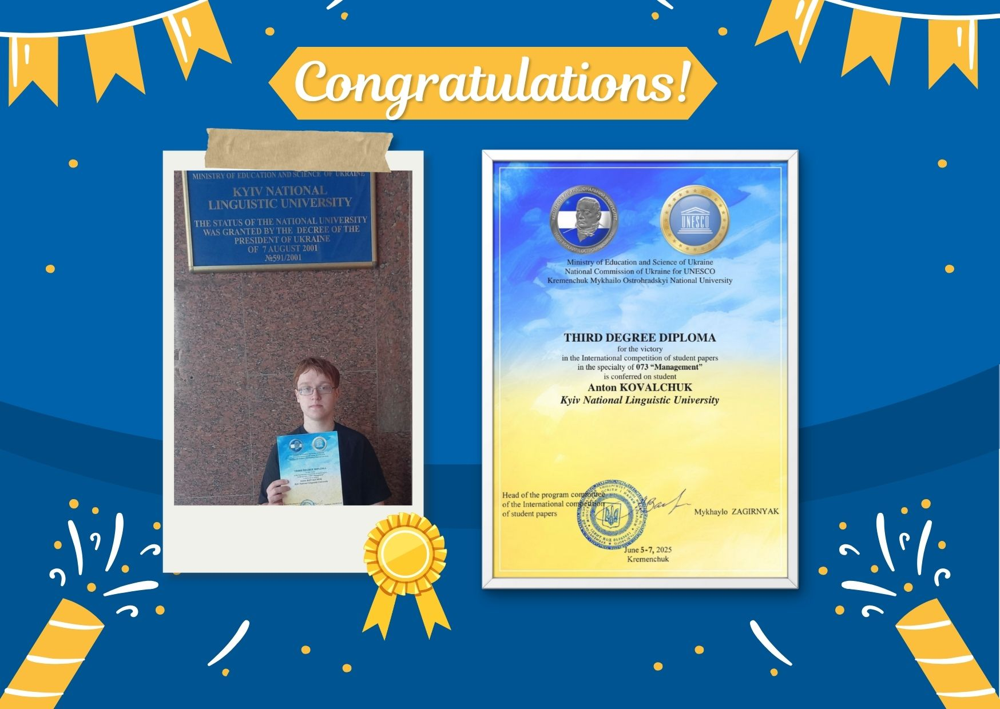 Congratulations!
MINISTRY OF EDUCATION AND SCIENCE OF UKRAINE
KYIV NATIONAL
LINGUISTIC UNIVERSITY
THE STATUS OF THE NATIONAL UNIVERSITY
WAS GRANTED BY THE DECREE OF THE
PRESIDENT OF UKRAINE
OF 7 AUGUST 2001
№591/2001
THIRD DEGREE DIPLOMA
Anton KOVALCHUK
Kyiv National Linguistic University
UNESCO
Ministry of Education and Science of Ukraine
National Commission of Ukraine for UNESCO
Kremenchuk Mykhailo Ostrohradskyi National University
THIRD DEGREE DIPLOMA
for the victory
in the International competition of student papers
in the specialty of 073 “Management”
is conferred on student
Anton KOVALCHUK
Kyiv National Linguistic University
Head of the program committee
of the International competition
of student papers
Mykhaylo ZAGIRNYAK
June 5-7, 2025
Kremenchuk